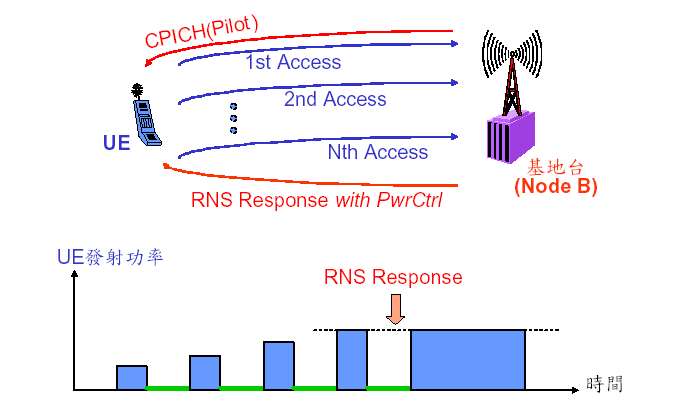 CPICH(Pilot)
1st Access
2nd Access
UE
Nth Access
基地台
(Node B)
RNS Response with PwrCtrl
UE發射功率
RNS Response
時間